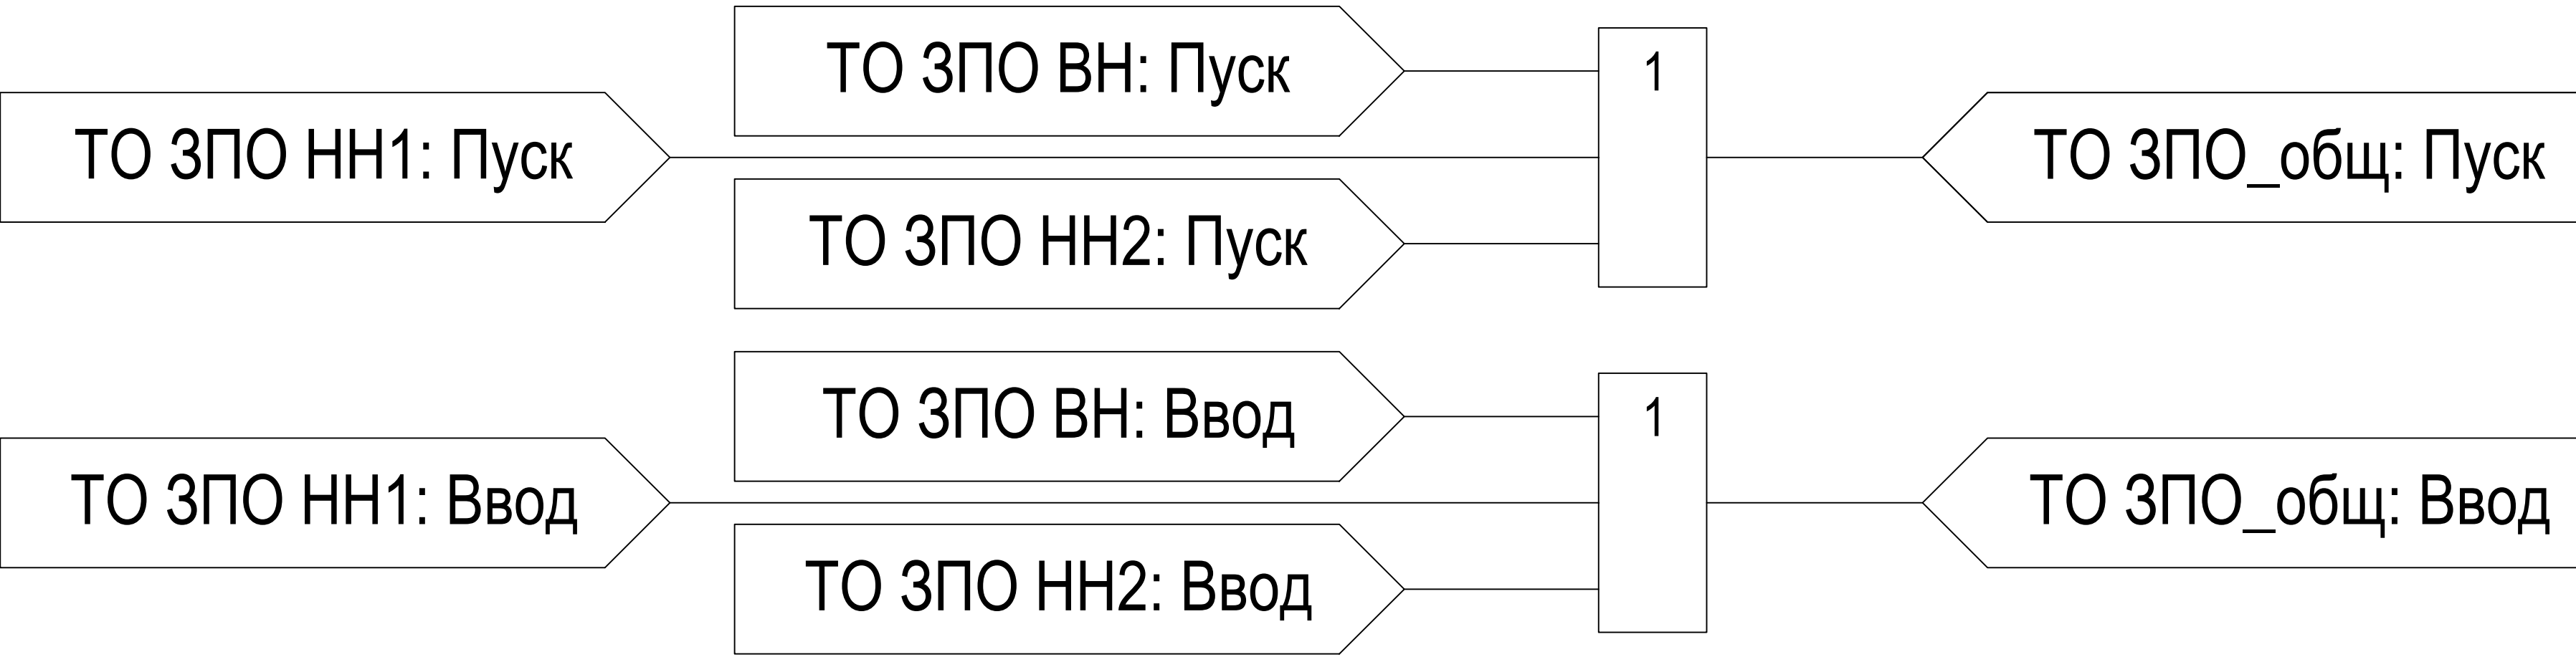 ТО ЗПО ВН: Пуск
1
ТО ЗПО НН1: Пуск
ТО ЗПО_общ: Пуск
ТО ЗПО НН2: Пуск
ТО ЗПО ВН: Ввод
1
ТО ЗПО НН1: Ввод
ТО ЗПО_общ: Ввод
ТО ЗПО НН2: Ввод